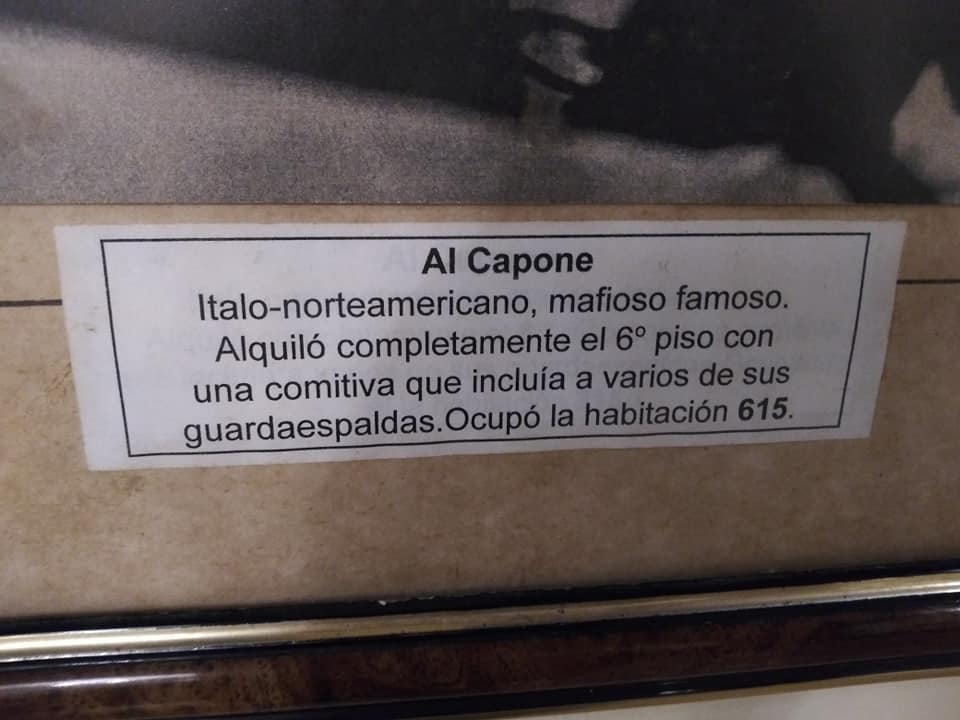 Al Capone
Italo-norteamericano, mafioso famoso.
Alquiló completamente el 6º piso con
una comitiva que incluía a varios de sus
guardaespaldas.Ocupó la habitación 615.